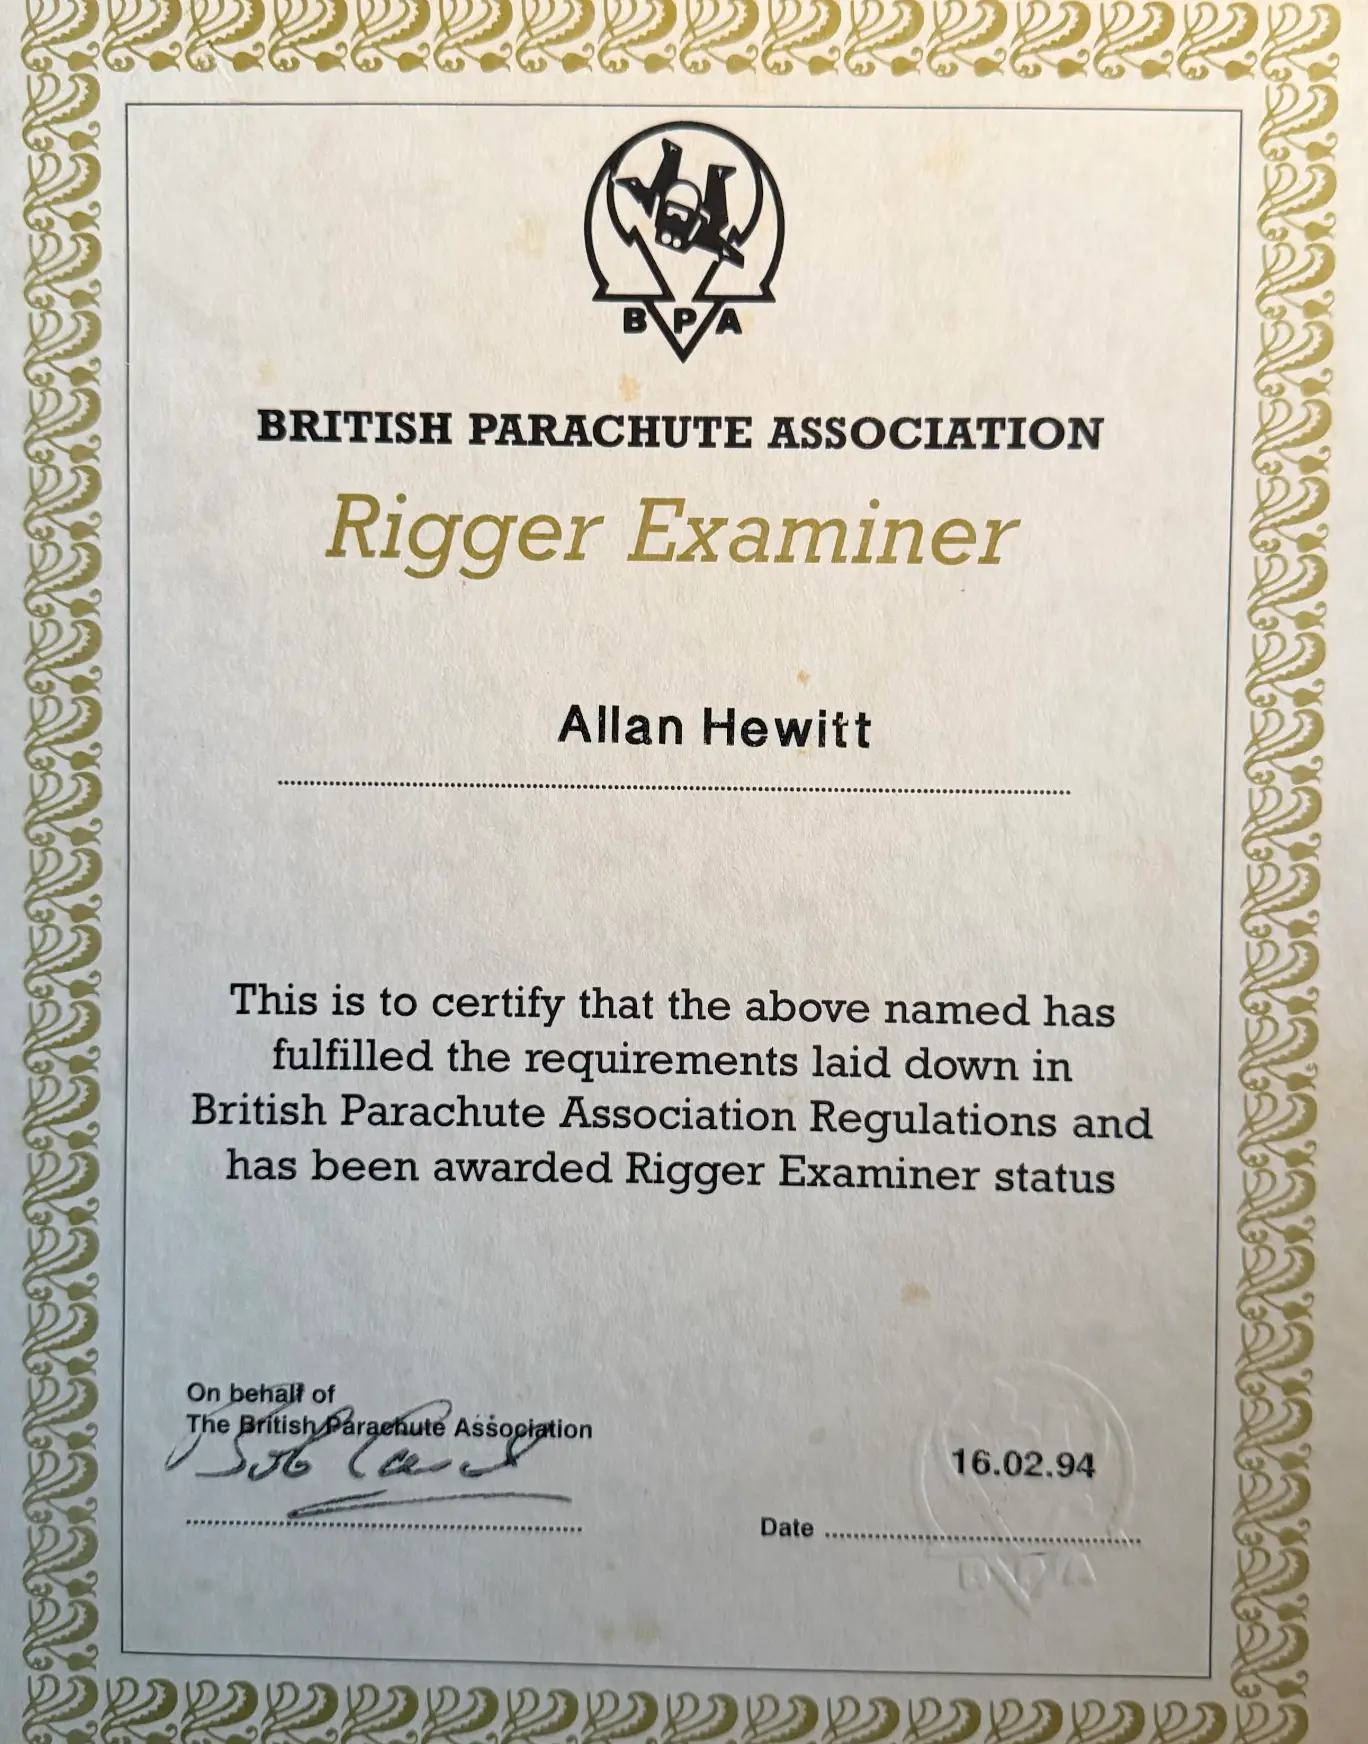 BPA
BRITISH PARACHUTE ASSOCIATION
Rigger Examiner
Allan Hewitt
This is to certify that the above named has
fulfilled the requirements laid down in
British Parachute Association Regulations and
has been awarded Rigger Examiner status
On behalf of
The British Parachute Association
16.02.94
Date
BPA